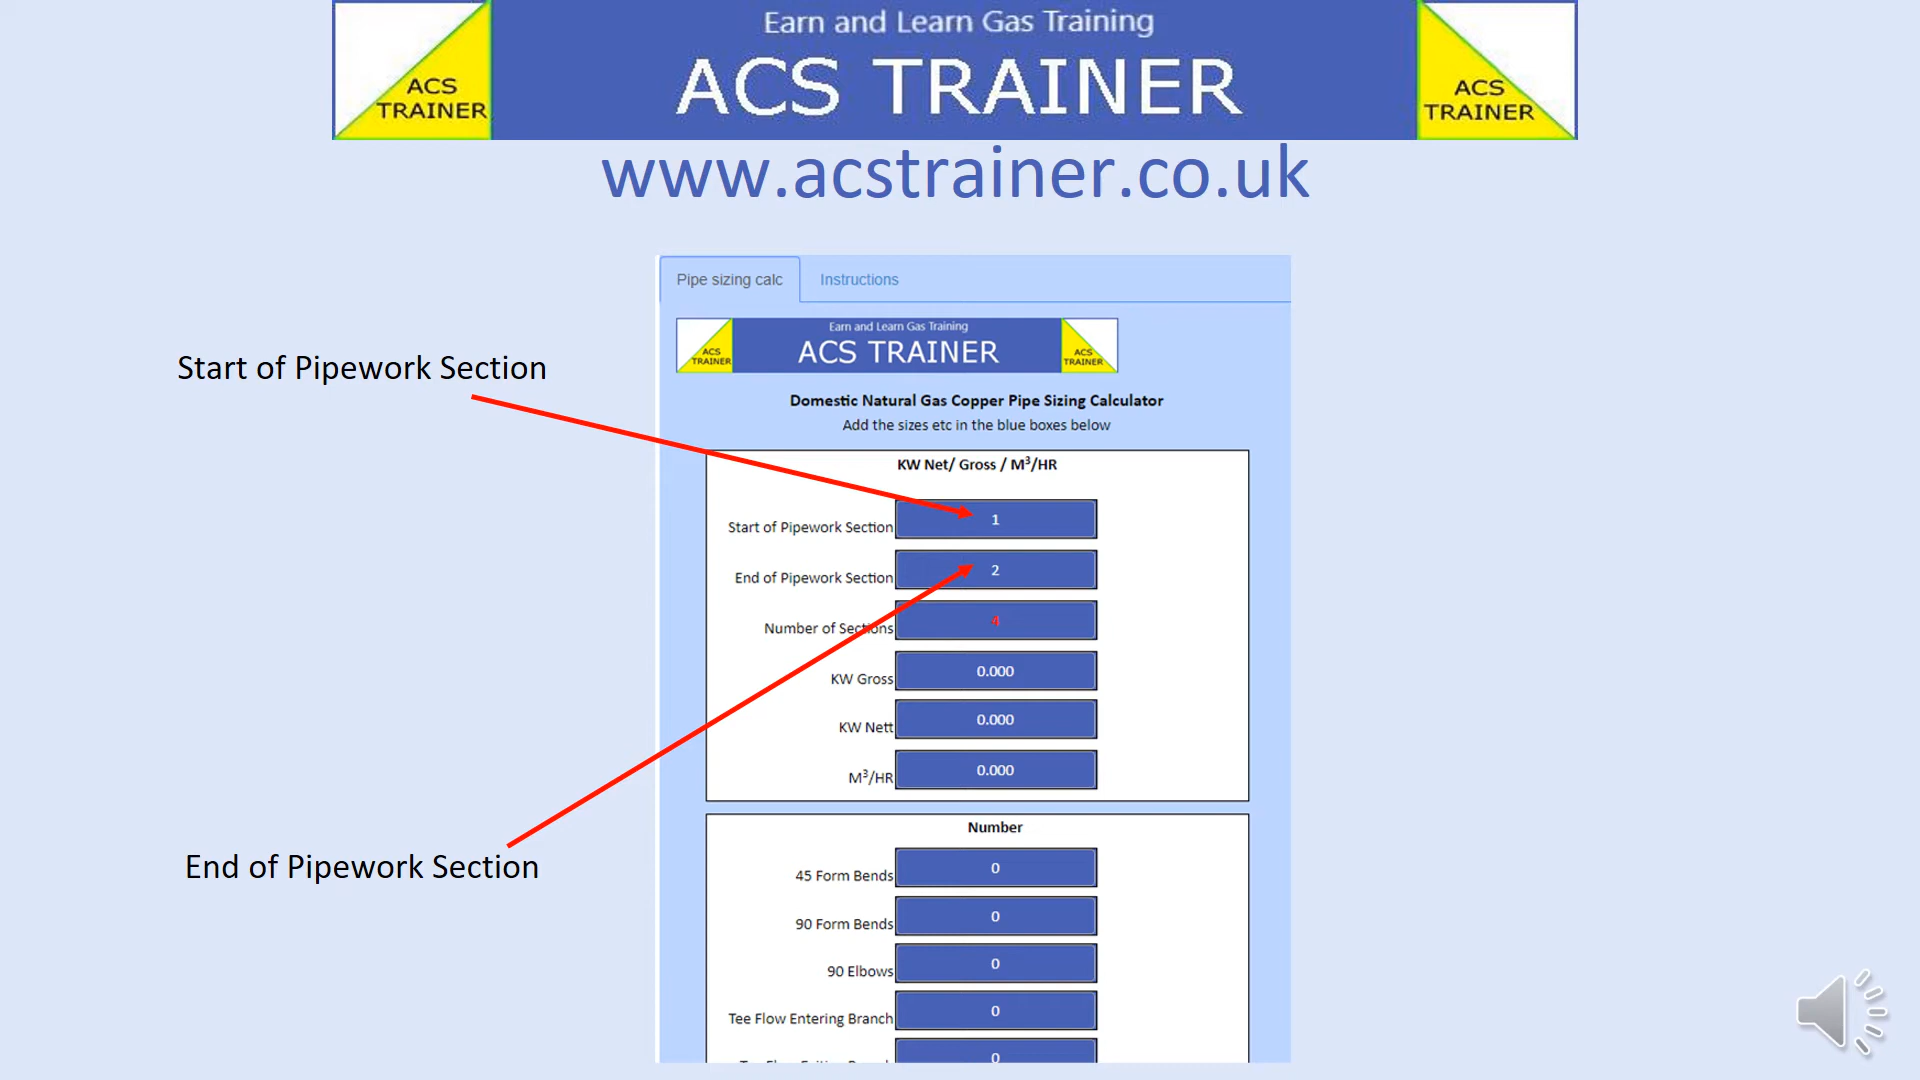 Earn and Learn Gas Training
ACS TRAINER
ACS
TRAINER
ACS
TRAINER
www.acstrainer.co.uk
Pipe sizing calc
Instructions
Earn and Learn Gas Training
ACS TRAINER
ACS
TRAINER
ACS
TRAINER
Domestic Natural Gas Copper Pipe Sizing Calculator
Add the sizes etc in the blue boxes below
Start of Pipework Section
KW Net/ Gross / M³/HR
Start of Pipework Section 1
End of Pipework Section 2
Number of Sections 4
KW Gross 0.000
KW Nett 0.000
M³/HR 0.000
End of Pipework Section
Number
45 Form Bends 0
90 Form Bends 0
90 Elbows 0
Tee Flow Entering Branch 0
0